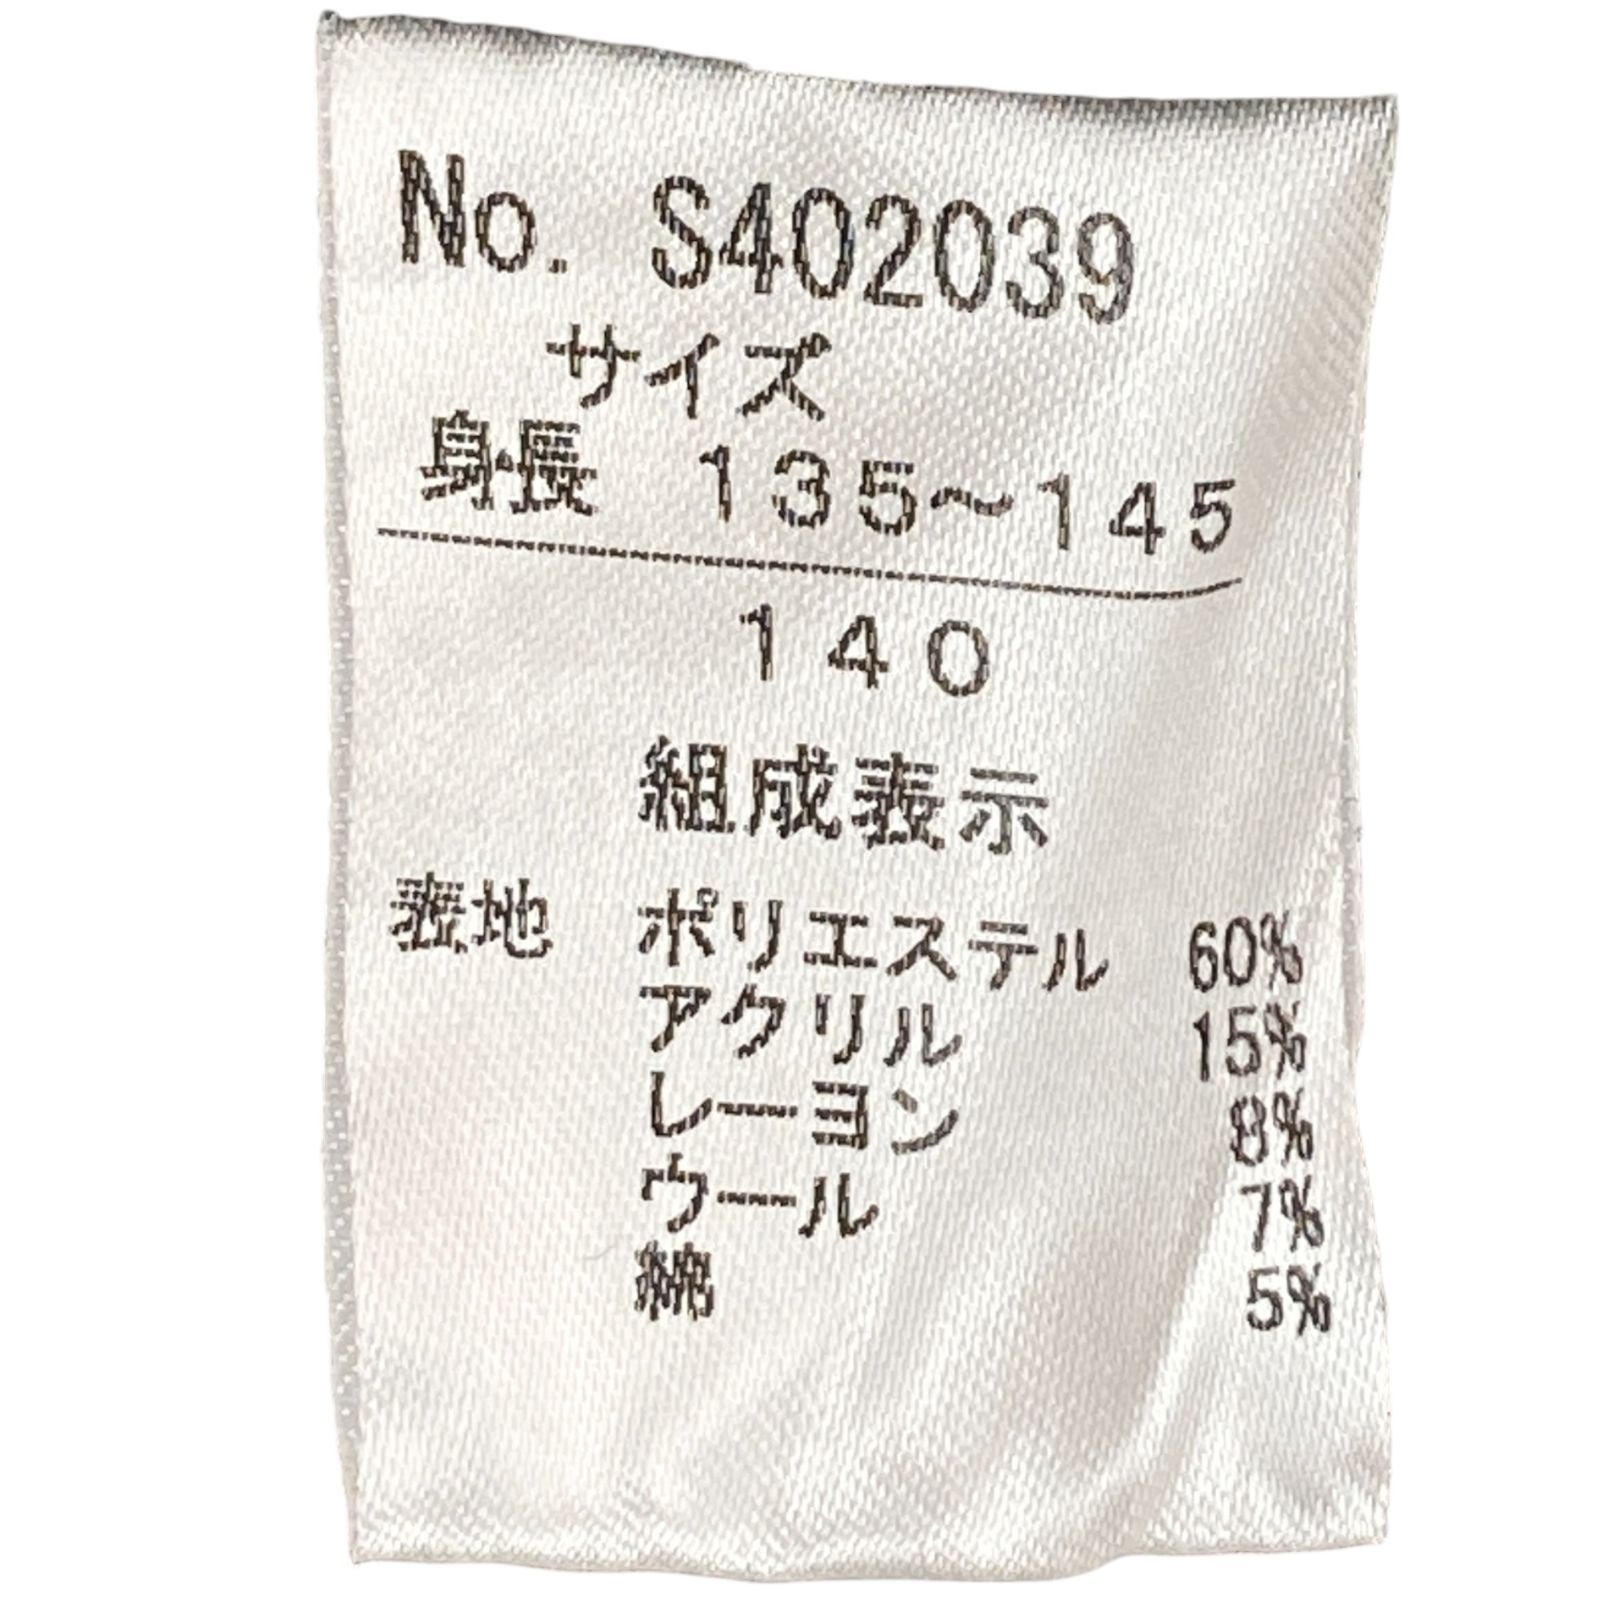 No. S402039
サイズ
身長 135～145
140
組成表示
表地 ポリエステル 60%
アクリル 15%
レーヨン 8%
ウール 7%
綿 5%